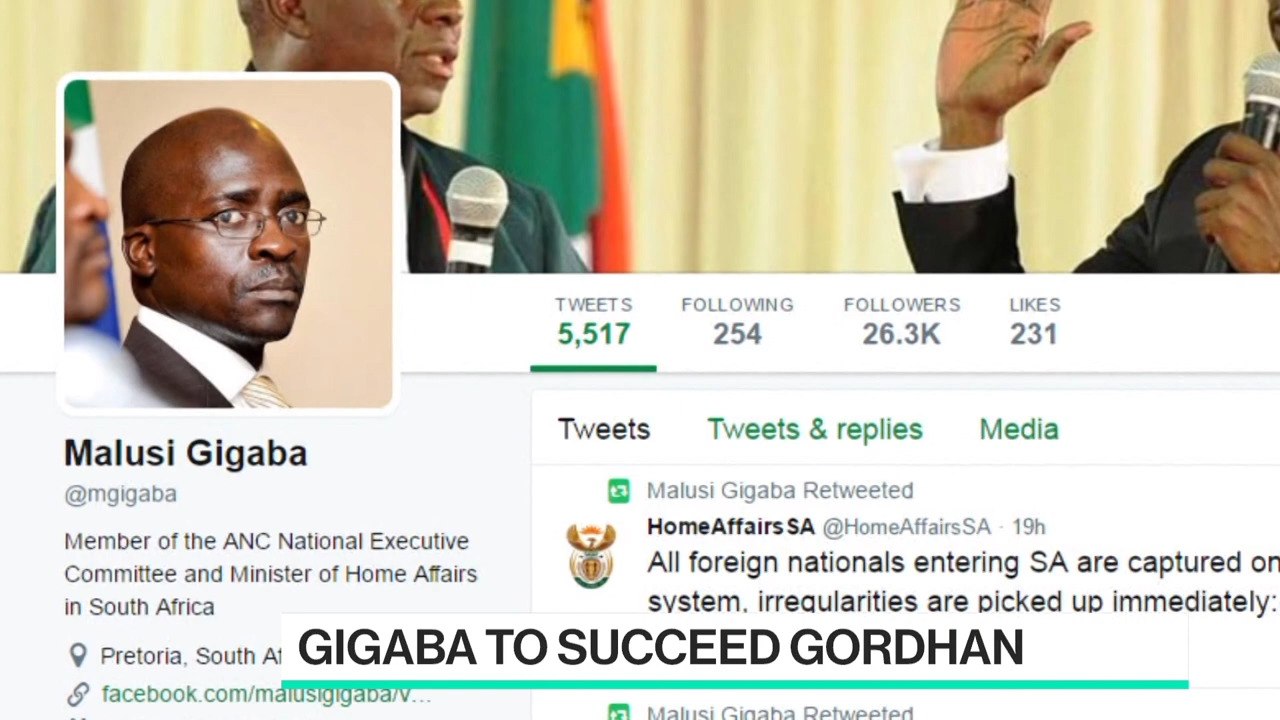 TWEETS FOLLOWING FOLLOWERS LIKES
5,517 254 26.3K 231
Malusi Gigaba
@mgigaba
Member of the ANC National Executive
Committee and Minister of Home Affairs
in South Africa
Pretoria, South Af
facebook.com/malusigigaba/v...
Tweets Tweets & replies Media
Malusi Gigaba Retweeted
HomeAffairsSA @HomeAffairsSA · 19h
All foreign nationals entering SA are captured on
system, irregularities are picked up immediately:
GIGABA TO SUCCEED GORDHAN
Malusi Gigaba Retweeted